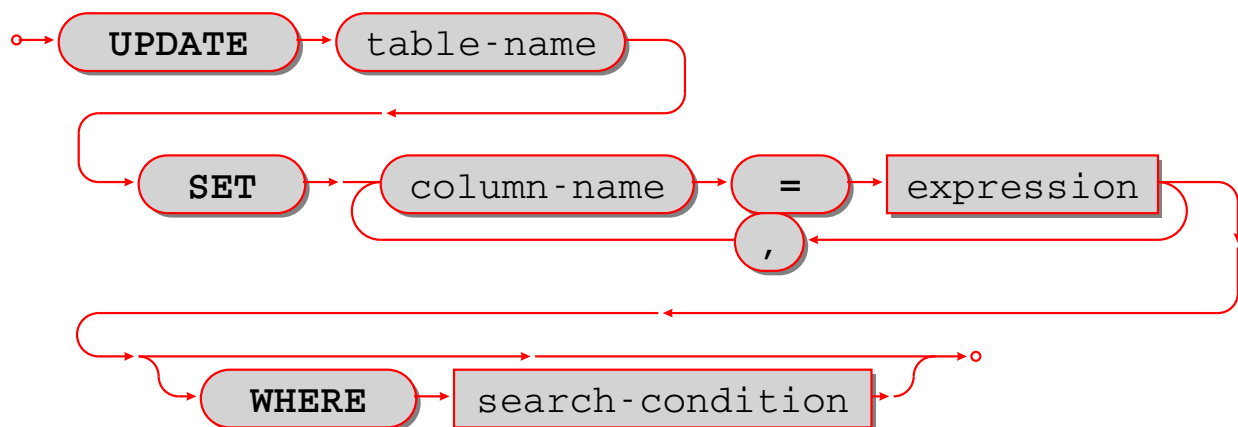 UPDATE table-name
SET column-name = expression
,
WHERE search-condition